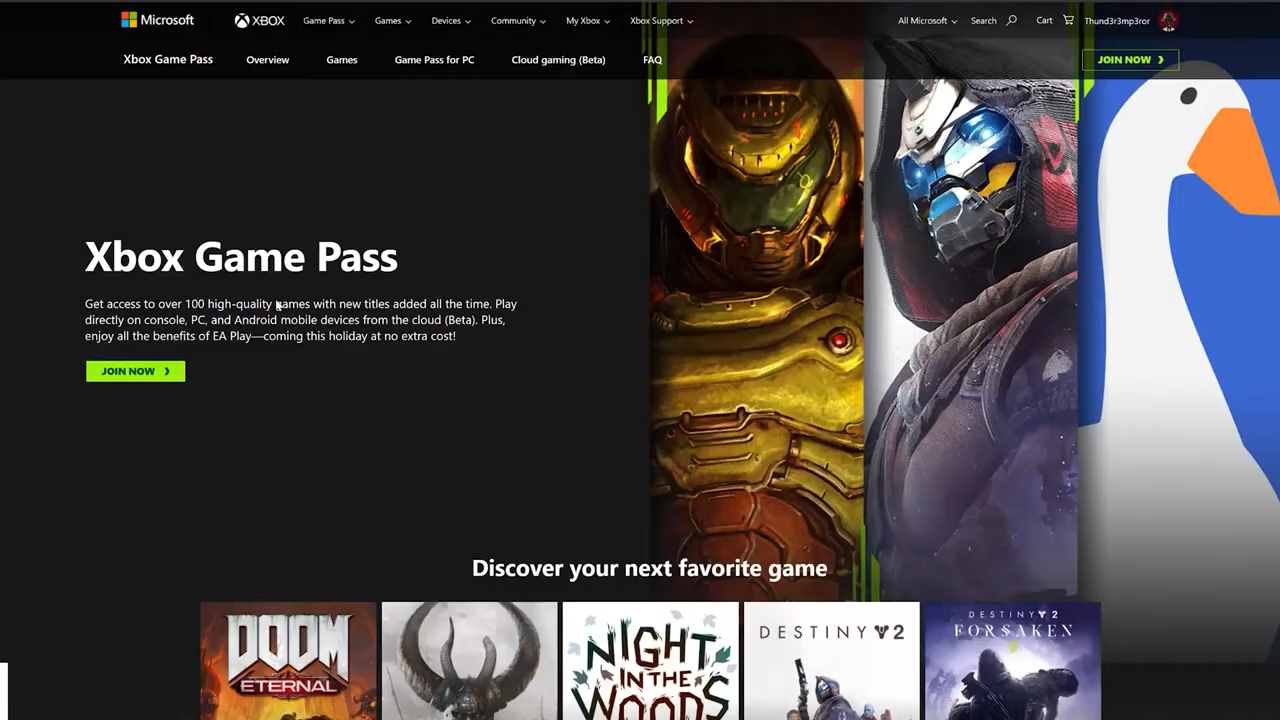 Microsoft XBOX Game Pass Games Devices Community My Xbox Xbox Support All Microsoft Search Cart Thund3r3mp3ror
Xbox Game Pass Overview Games Game Pass for PC Cloud gaming (Beta) FAQ JOIN NOW
Xbox Game Pass
Get access to over 100 high-quality games with new titles added all the time. Play
directly on console, PC, and Android mobile devices from the cloud (Beta). Plus,
enjoy all the benefits of EA Play—coming this holiday at no extra cost!
JOIN NOW
Discover your next favorite game
DOOM
ETERNAL
NIGHT
IN THE
WOODS
DESTINY 2
DESTINY 2
FORSAKEN